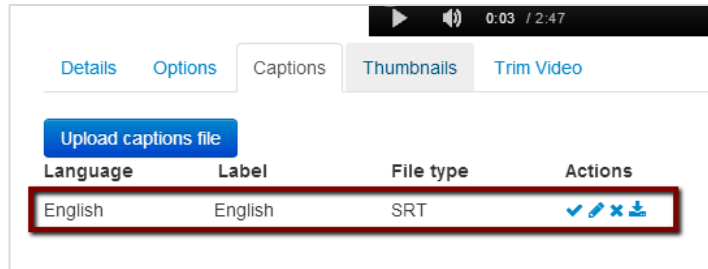 0:03 / 2:47
Details Options Captions Thumbnails Trim Video
Upload captions file
Language Label File type Actions
English English SRT